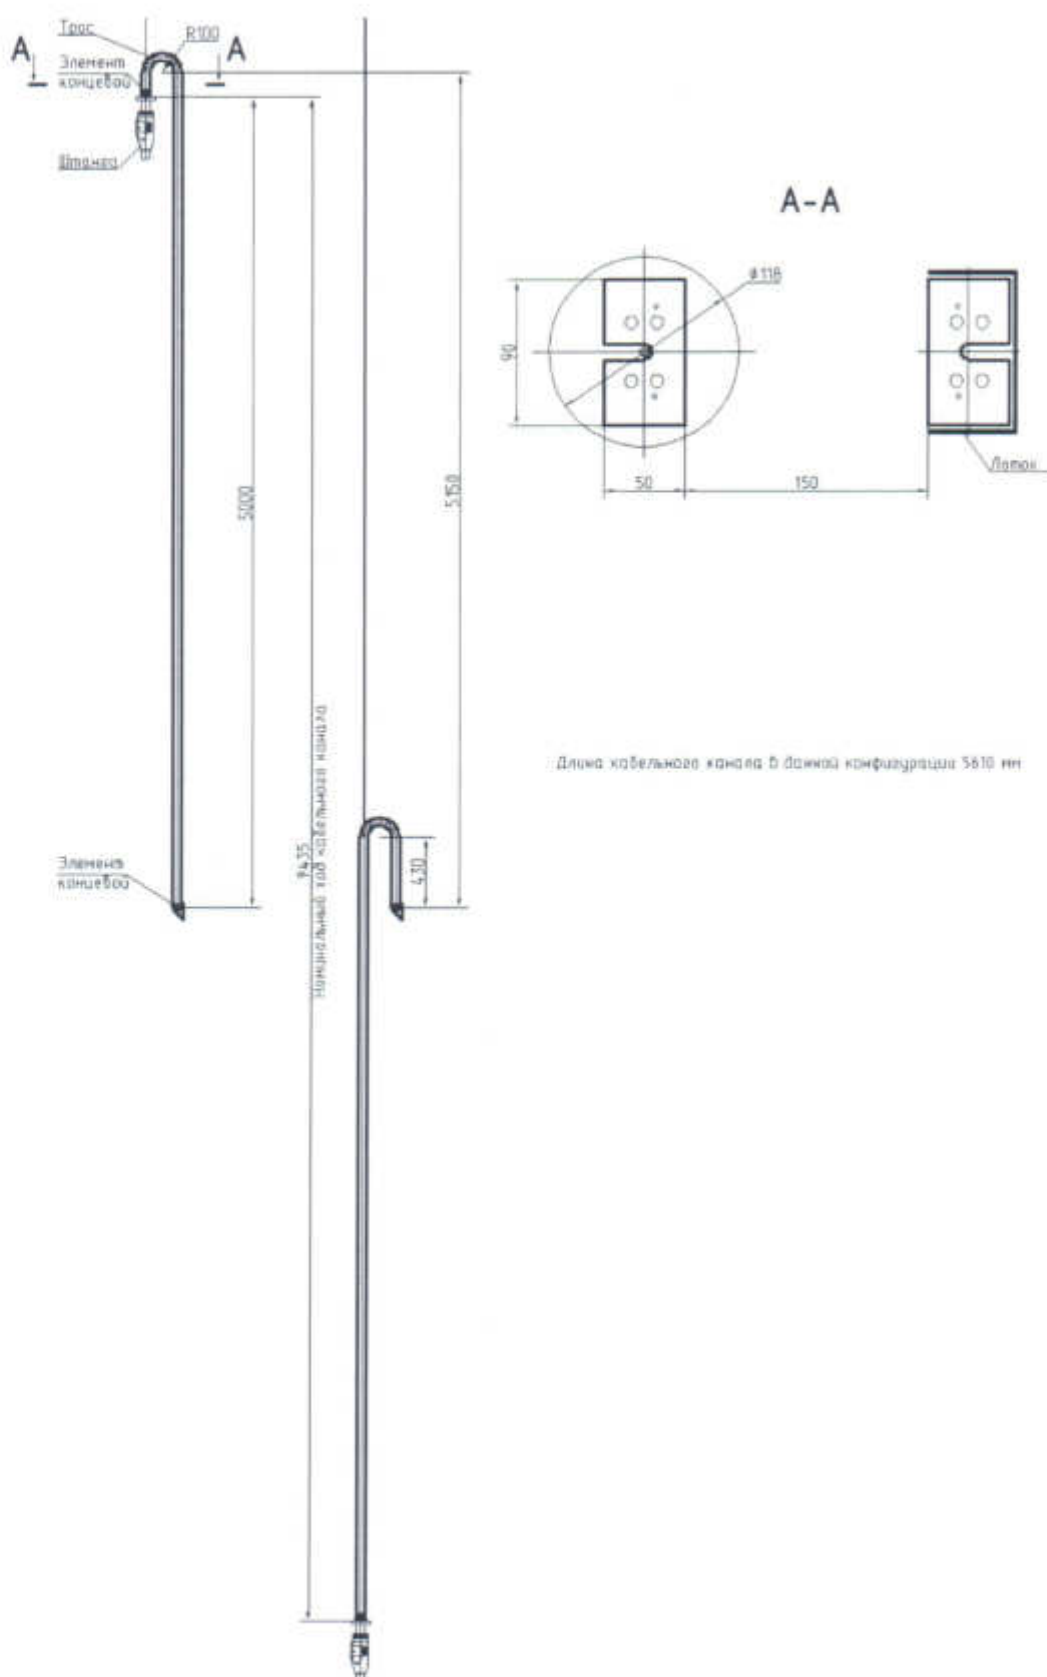 Трос
R100
А
А
Элемент
концевой
Штанга
5000
5150
9435
Номинальный ход кабельного канала
430
Элемент
концевой
А-А
ø118
90
50
150
Лоток
Длина кабельного канала в данной конфигурации 5610 мм